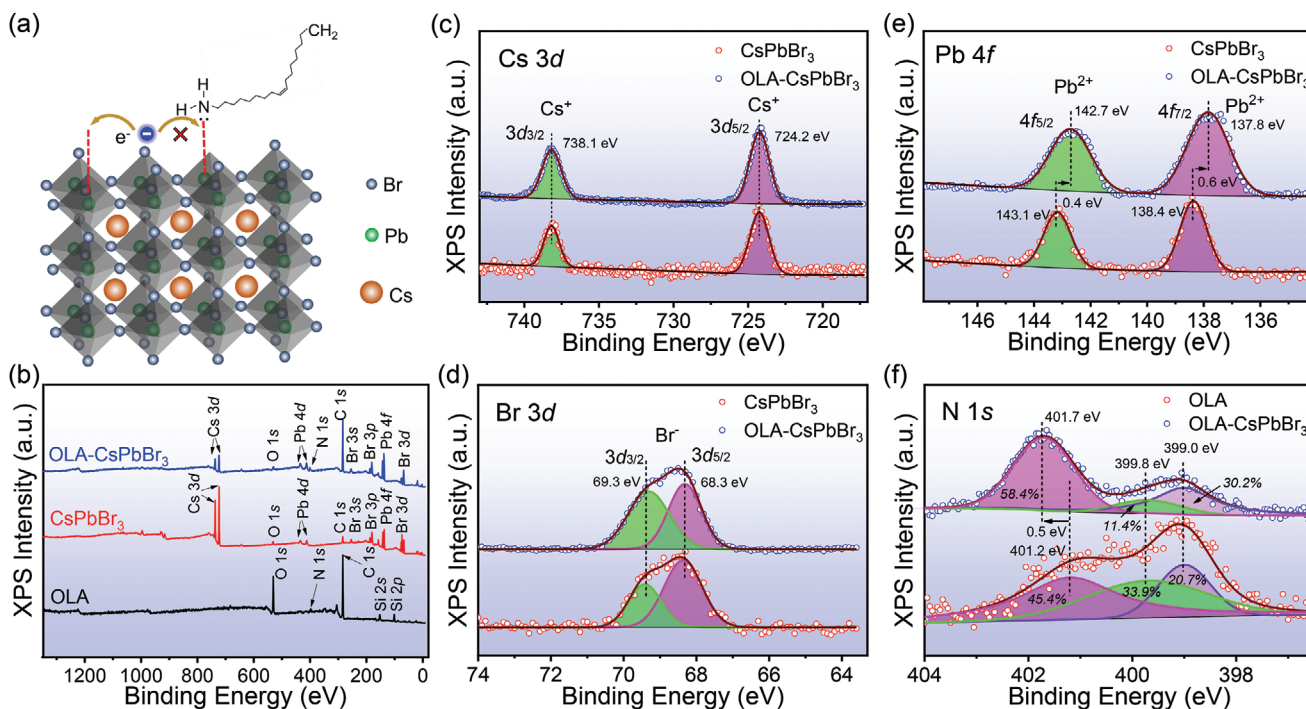 (a)
CH₂
H
H
N
e⁻
Br
Pb
Cs
(b)
XPS Intensity (a.u.)
OLA-CsPbBr₃
Cs 3d
O 1s
Pb 4d
N 1s
C 1s
Br 3s
Br 3p
Pb 4f
Br 3d
CsPbBr₃
Cs 3d
O 1s
Pb 4d
N 1s
C 1s
Br 3s
Br 3p
Pb 4f
Br 3d
OLA
O 1s
N 1s
C 1s
Si 2s
Si 2p
1200 1000 800 600 400 200 0
Binding Energy (eV)
(c)
Cs 3d
CsPbBr₃
OLA-CsPbBr₃
Cs⁺
3d3/2
738.1 eV
Cs⁺
3d5/2
724.2 eV
XPS Intensity (a.u.)
740 735 730 725 720
Binding Energy (eV)
(d)
Br 3d
CsPbBr₃
OLA-CsPbBr₃
Br⁻
3d3/2
69.3 eV
3d5/2
68.3 eV
XPS Intensity (a.u.)
74 72 70 68 66 64
Binding Energy (eV)
(e)
Pb 4f
CsPbBr₃
OLA-CsPbBr₃
Pb²⁺
4f5/2
142.7 eV
4f7/2
Pb²⁺
137.8 eV
0.4 eV
0.6 eV
143.1 eV
138.4 eV
XPS Intensity (a.u.)
146 144 142 140 138 136
Binding Energy (eV)
(f)
N 1s
OLA
OLA-CsPbBr₃
401.7 eV
399.8 eV
399.0 eV
58.4%
11.4%
30.2%
0.5 eV
401.2 eV
45.4%
33.9%
20.7%
XPS Intensity (a.u.)
404 402 400 398
Binding Energy (eV)